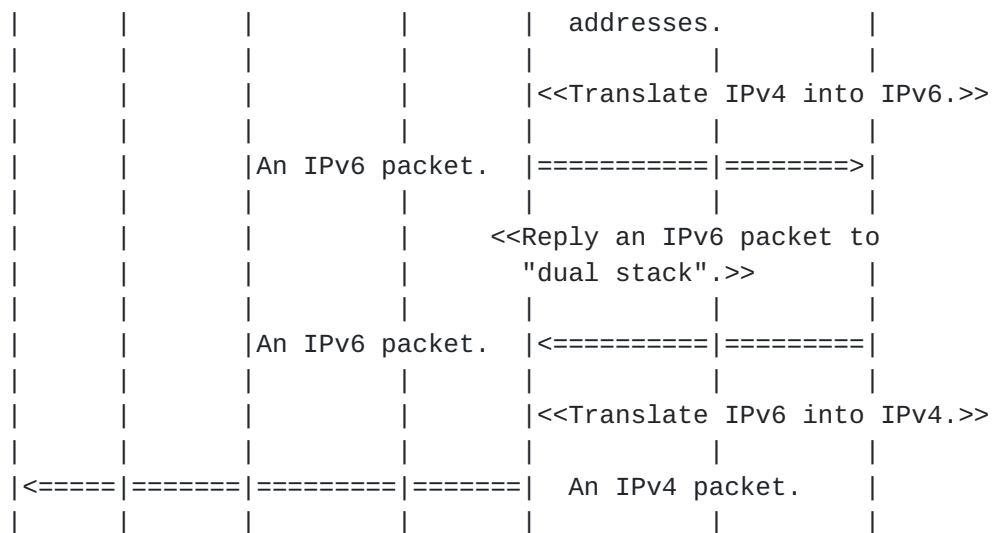 |      |       |         |       |  addresses.         |
|      |       |         |       |           |         |
|      |       |         |       |<<Translate IPv4 into IPv6.>>
|      |       |         |       |           |         |
|      |       |An IPv6 packet.  |===========|========>|
|      |       |         |       |           |         |
|      |       |         |     <<Reply an IPv6 packet to
|      |       |         |       "dual stack".>>       |
|      |       |         |       |           |         |
|      |       |An IPv6 packet.  |<==========|=========|
|      |       |         |       |           |         |
|      |       |         |       |<<Translate IPv6 into IPv4.>>
|      |       |         |       |           |         |
|<=====|=======|=========|=======|  An IPv4 packet.    |
|      |       |         |       |           |         |